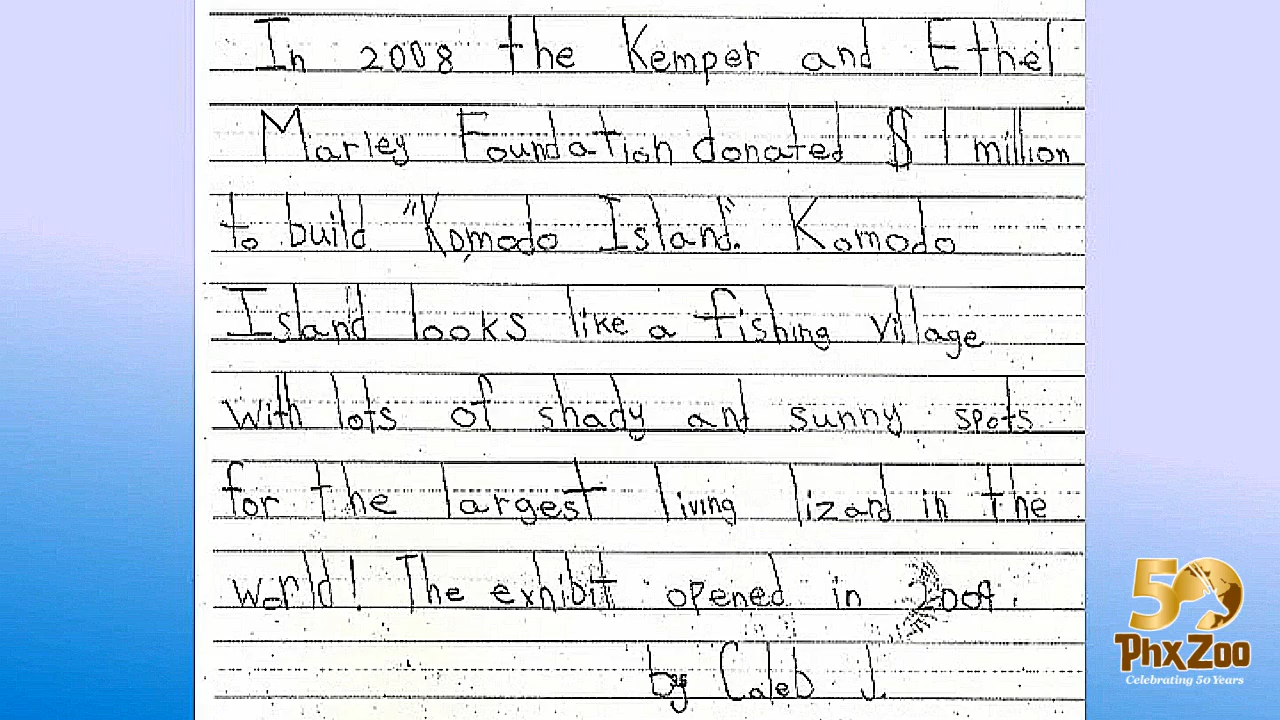 In 2008 the Kemper and Ethel
Marley Foundation donated $1 million
to build "Komodo Island." Komodo
Island looks like a fishing village
with lots of shady and sunny spots
for the largest living lizard in the
world! The exhibit opened in 2009.
by Caleb J.
50
PhxZoo
Celebrating 50 Years